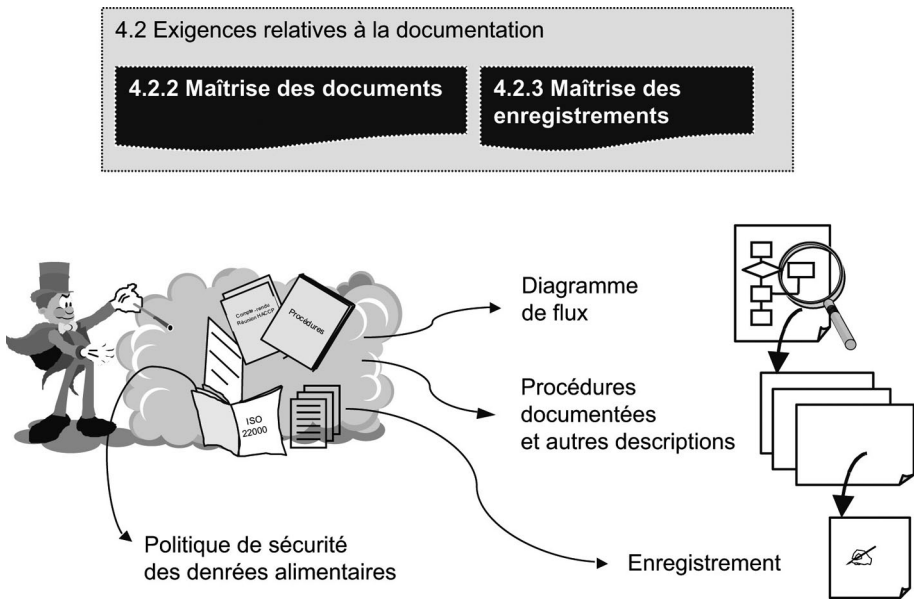 4.2 Exigences relatives à la documentation
4.2.2 Maîtrise des documents
4.2.3 Maîtrise des
enregistrements
Compte-rendu
Réunion HACCP
Procédures
ISO
22000
Diagramme
de flux
Procédures
documentées
et autres descriptions
Politique de sécurité
des denrées alimentaires
Enregistrement